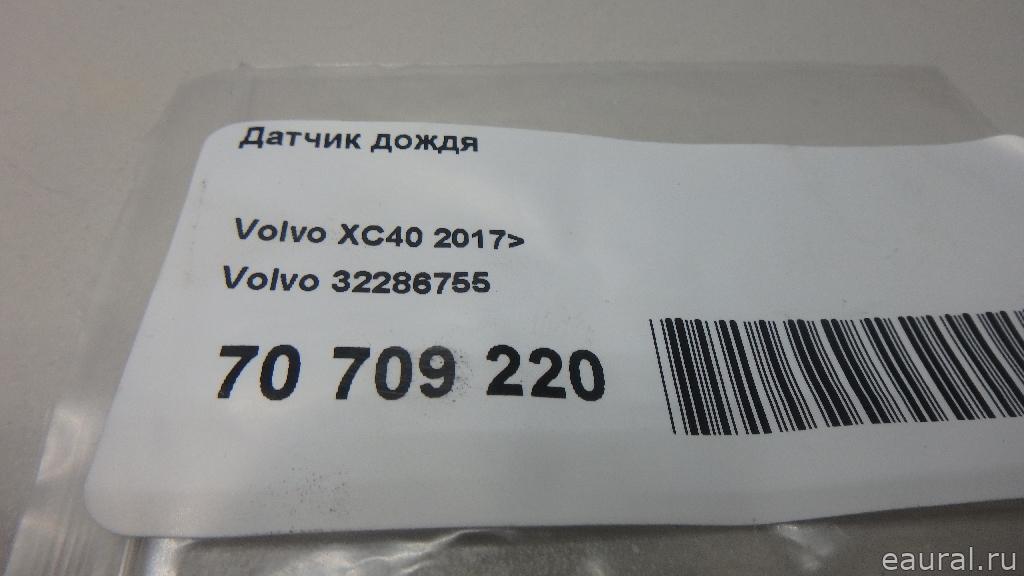 Датчик дождя
Volvo XC40 2017>
Volvo 32286755
70 709 220
eaural.ru